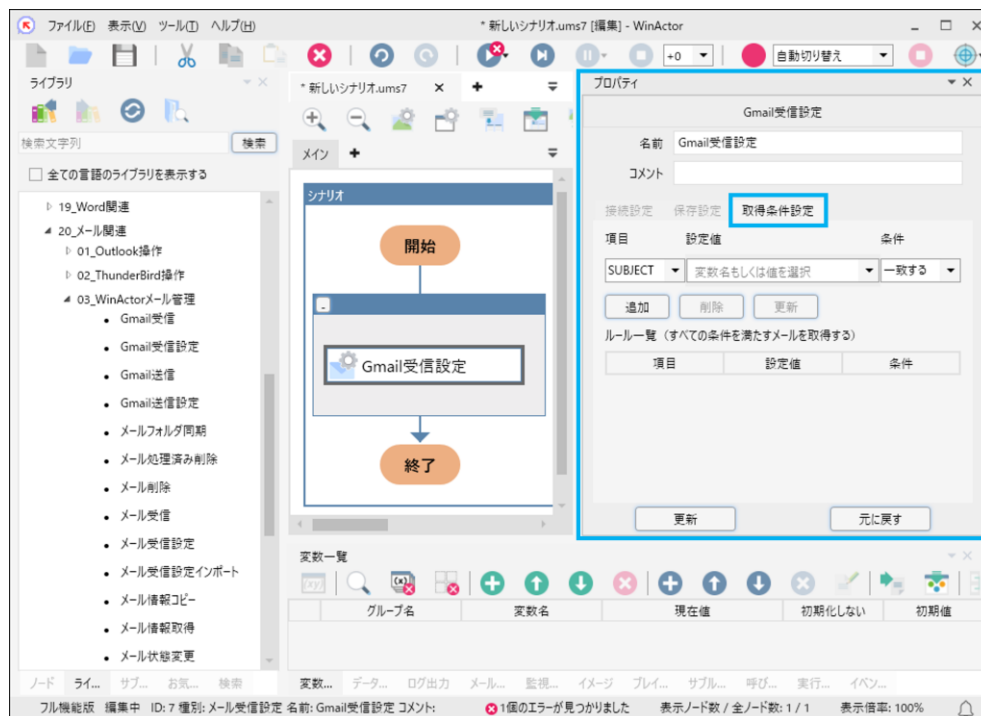 ファイル(F) 表示(V) ツール(T) ヘルプ(H)
* 新しいシナリオ.ums7 [編集] - WinActor
+0
自動切り替え
ライブラリ
検索文字列
検索
全ての言語のライブラリを表示する
19_Word関連
20_メール関連
01_Outlook操作
02_ThunderBird操作
03_WinActorメール管理
Gmail受信
Gmail受信設定
Gmail送信
Gmail送信設定
メールフォルダ同期
メール処理済み削除
メール削除
メール受信
メール受信設定
メール受信設定インポート
メール情報コピー
メール情報取得
メール状態変更
ノード ライ... サブ... お気... 検索
* 新しいシナリオ.ums7
メイン
シナリオ
開始
Gmail受信設定
終了
プロパティ
Gmail受信設定
名前 Gmail受信設定
コメント
接続設定 保存設定 取得条件設定
項目 設定値 条件
SUBJECT 変数名もしくは値を選択 一致する
追加 削除 更新
ルール一覧 (すべての条件を満たすメールを取得する)
項目 設定値 条件
更新 元に戻す
変数一覧
グループ名 変数名 現在値 初期化しない 初期値
変数... データ... ログ出力 メール... 監視... イメージ プレイ... サブル... 呼び... 実行... イベン...
フル機能版 編集中 ID: 7 種別: メール受信設定 名前: Gmail受信設定 コメント: 1個のエラーが見つかりました 表示ノード数 / 全ノード数: 1 / 1 表示倍率: 100%